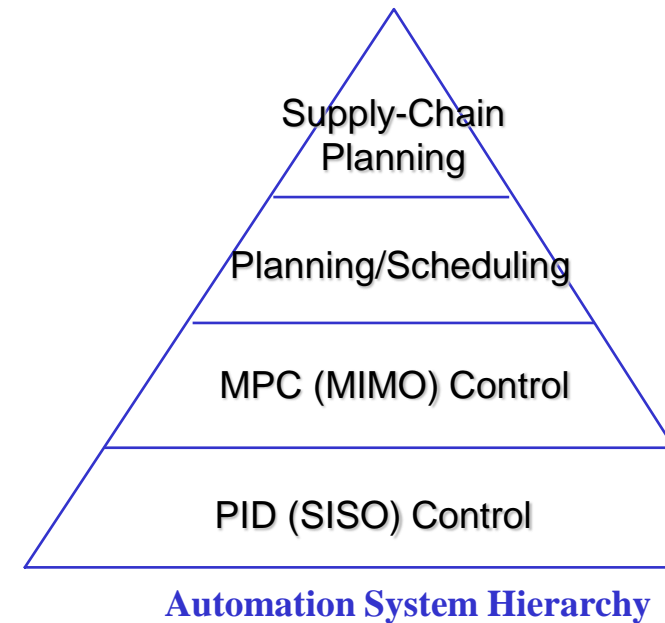 Supply-Chain
Planning
Planning/Scheduling
MPC (MIMO) Control
PID (SISO) Control
Automation System Hierarchy